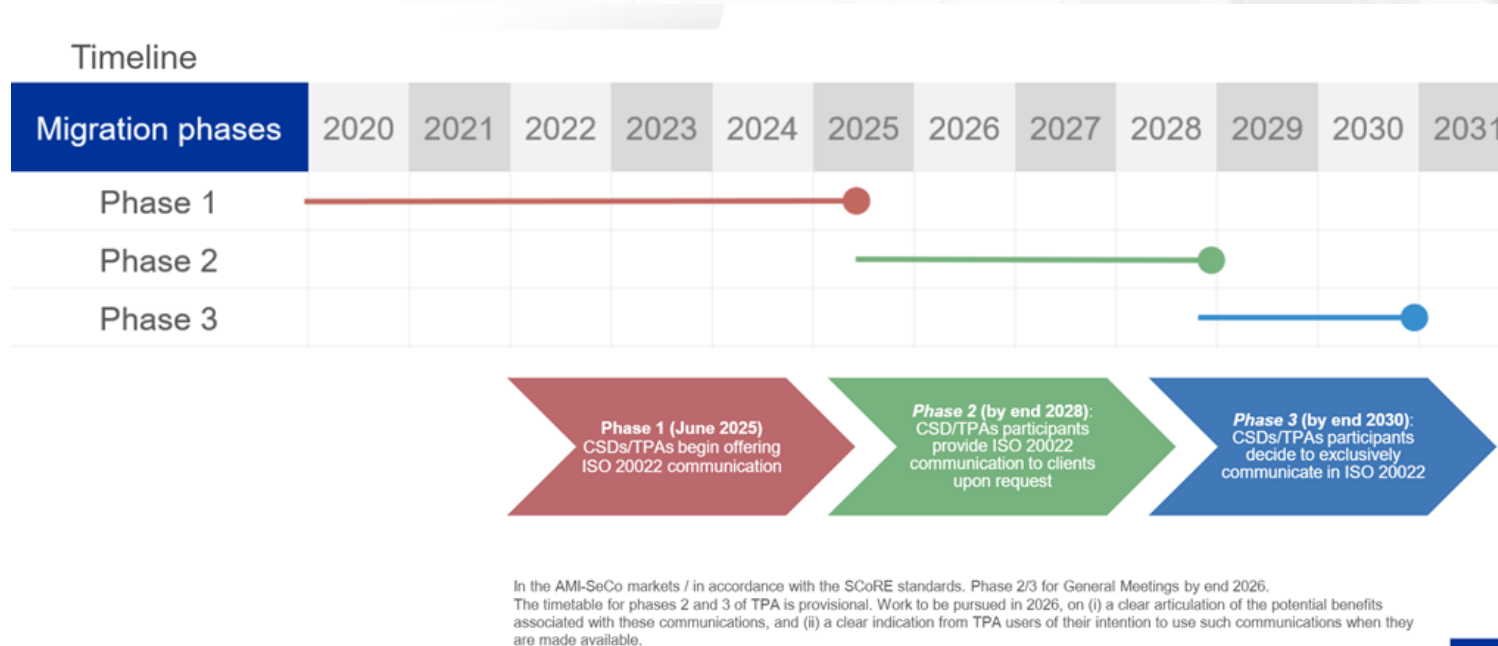 Timeline
Migration phases 2020 2021 2022 2023 2024 2025 2026 2027 2028 2029 2030 2031
Phase 1
Phase 2
Phase 3
Phase 1 (June 2025)
CSDs/TPAs begin offering
ISO 20022 communication
Phase 2 (by end 2028):
CSD/TPAs participants
provide ISO 20022
communication to clients
upon request
Phase 3 (by end 2030):
CSDs/TPAs participants
decide to exclusively
communicate in ISO 20022
In the AMI-SeCo markets / in accordance with the SCoRE standards. Phase 2/3 for General Meetings by end 2026.
The timetable for phases 2 and 3 of TPA is provisional. Work to be pursued in 2026, on (i) a clear articulation of the potential benefits
associated with these communications, and (ii) a clear indication from TPA users of their intention to use such communications when they
are made available.